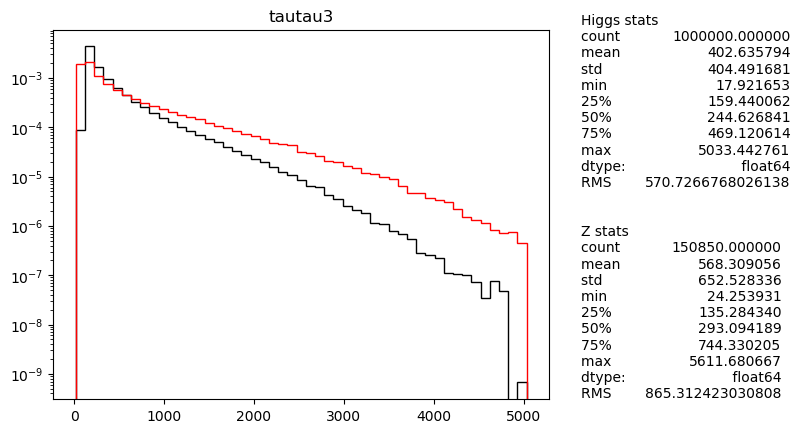 tautau3
10⁻³
10⁻⁴
10⁻⁵
10⁻⁶
10⁻⁷
10⁻⁸
10⁻⁹
0 1000 2000 3000 4000 5000
Higgs stats
count 1000000.000000
mean 402.635794
std 404.491681
min 17.921653
25% 159.440062
50% 244.626841
75% 469.120614
max 5033.442761
dtype: float64
RMS 570.7266768026138
Z stats
count 150850.000000
mean 568.309056
std 652.528336
min 24.253931
25% 135.284340
50% 293.094189
75% 744.330205
max 5611.680667
dtype: float64
RMS 865.312423030808